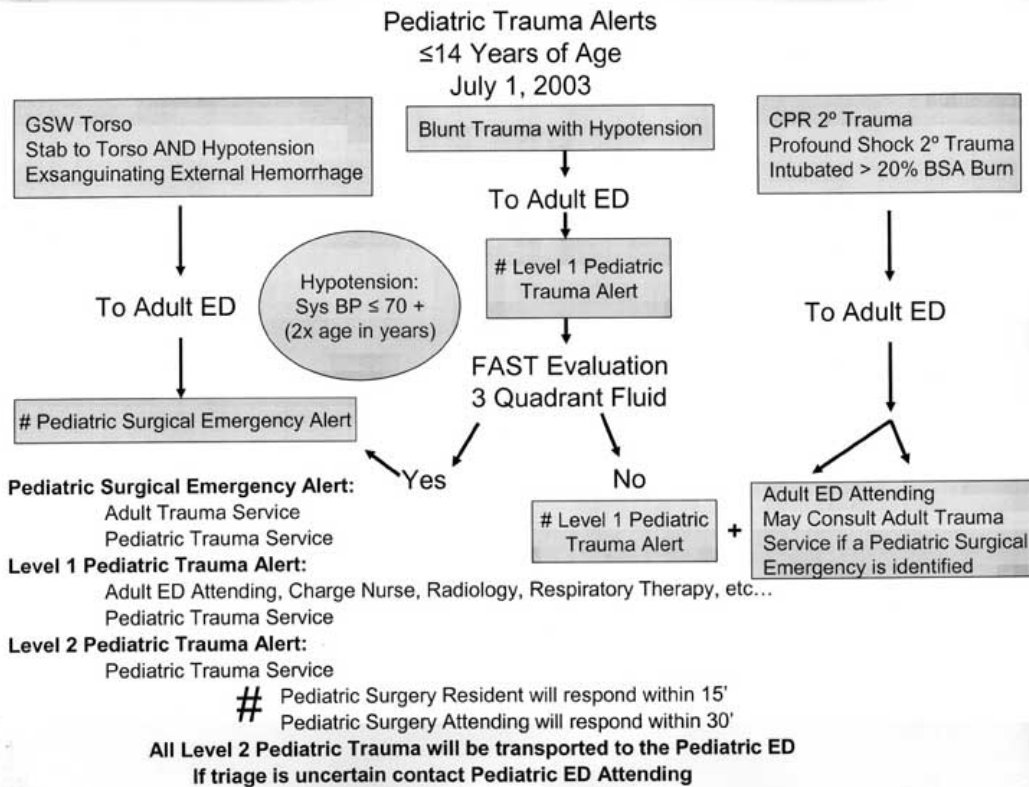 Pediatric Trauma Alerts
≤14 Years of Age
July 1, 2003
GSW Torso
Stab to Torso AND Hypotension
Exsanguinating External Hemorrhage
To Adult ED
# Pediatric Surgical Emergency Alert
Hypotension:
Sys BP ≤ 70 +
(2x age in years)
Blunt Trauma with Hypotension
To Adult ED
# Level 1 Pediatric
Trauma Alert
FAST Evaluation
3 Quadrant Fluid
Yes
No
# Level 1 Pediatric
Trauma Alert
+
CPR 2º Trauma
Profound Shock 2º Trauma
Intubated > 20% BSA Burn
To Adult ED
Adult ED Attending
May Consult Adult Trauma
Service if a Pediatric Surgical
Emergency is identified
Pediatric Surgical Emergency Alert:
Adult Trauma Service
Pediatric Trauma Service
Level 1 Pediatric Trauma Alert:
Adult ED Attending, Charge Nurse, Radiology, Respiratory Therapy, etc…
Pediatric Trauma Service
Level 2 Pediatric Trauma Alert:
Pediatric Trauma Service
# Pediatric Surgery Resident will respond within 15'
Pediatric Surgery Attending will respond within 30'
All Level 2 Pediatric Trauma will be transported to the Pediatric ED
If triage is uncertain contact Pediatric ED Attending